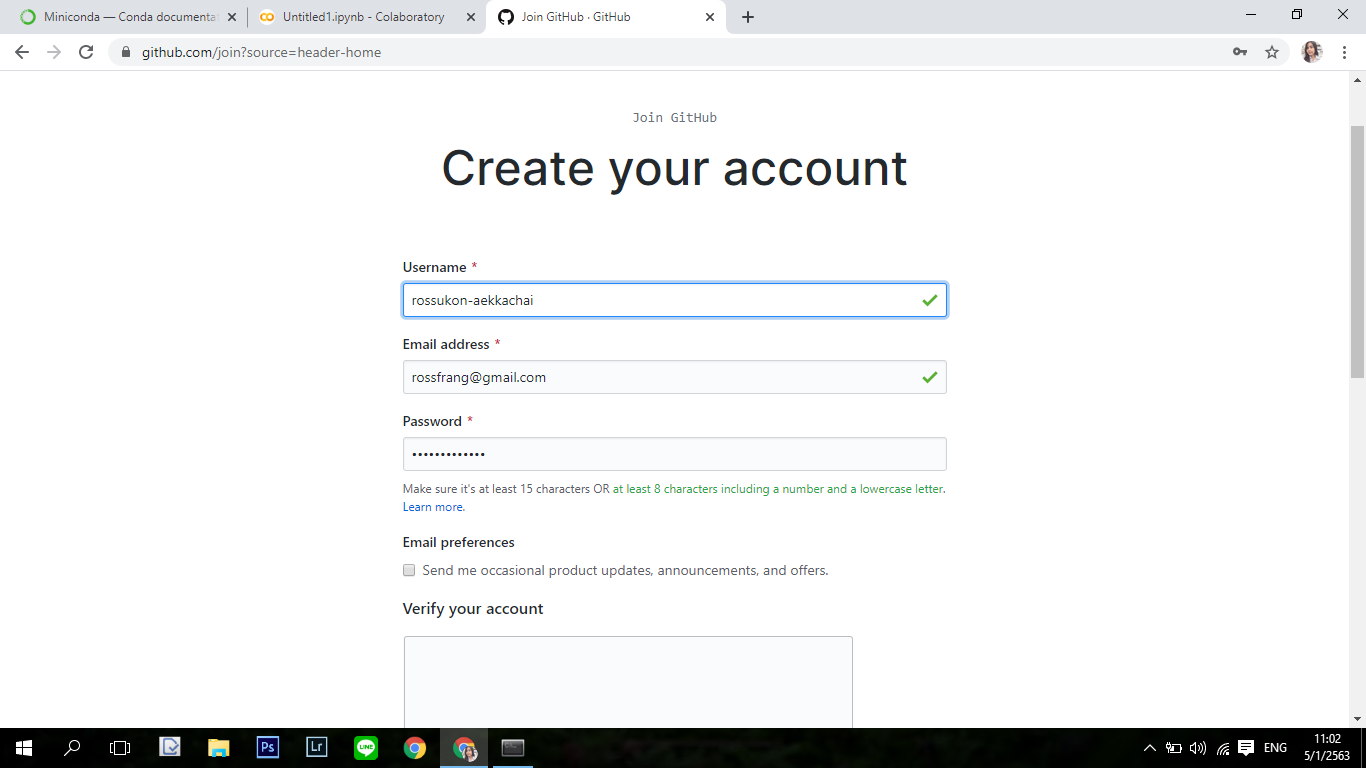 Miniconda — Conda documentat
Untitled1.ipynb - Colaboratory
Join GitHub · GitHub
github.com/join?source=header-home
Join GitHub
Create your account
Username *
rossukon-aekkachai
Email address *
rossfrang@gmail.com
Password *
•••••••••••••
Make sure it's at least 15 characters OR at least 8 characters including a number and a lowercase letter.
Learn more.
Email preferences
Send me occasional product updates, announcements, and offers.
Verify your account
Ps
Lr
LINE
ENG
11:02
5/1/2563